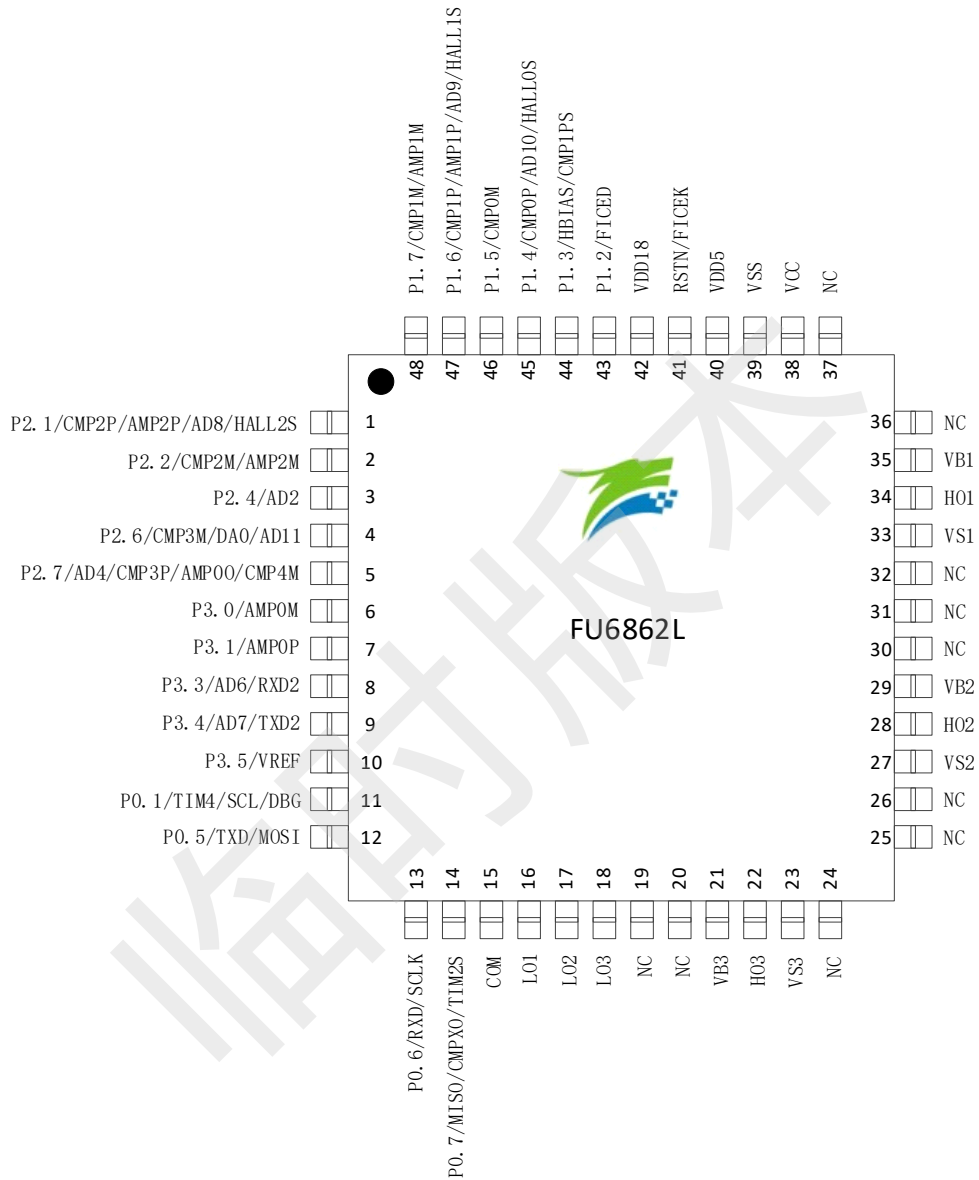 P1.7/CMP1M/AMP1M
P1.6/CMP1P/AMP1P/AD9/HALL1S
P1.5/CMP0M
P1.4/CMP0P/AD10/HALL0S
P1.3/HBIAS/CMP1PS
P1.2/FICED
VDD18
RSTN/FICEK
VDD5
VSS
VCC
NC
48
47
46
45
44
43
42
41
40
39
38
37
P2.1/CMP2P/AMP2P/AD8/HALL2S 1
P2.2/CMP2M/AMP2M 2
P2.4/AD2 3
P2.6/CMP3M/DA0/AD11 4
P2.7/AD4/CMP3P/AMP0O/CMP4M 5
P3.0/AMP0M 6
P3.1/AMP0P 7
P3.3/AD6/RXD2 8
P3.4/AD7/TXD2 9
P3.5/VREF 10
P0.1/TIM4/SCL/DBG 11
P0.5/TXD/MOSI 12
FU6862L
36 NC
35 VB1
34 HO1
33 VS1
32 NC
31 NC
30 NC
29 VB2
28 HO2
27 VS2
26 NC
25 NC
13
14
15
16
17
18
19
20
21
22
23
24
P0.6/RXD/SCLK
P0.7/MISO/CMPXO/TIM2S
COM
LO1
LO2
LO3
NC
NC
VB3
HO3
VS3
NC
临时版本